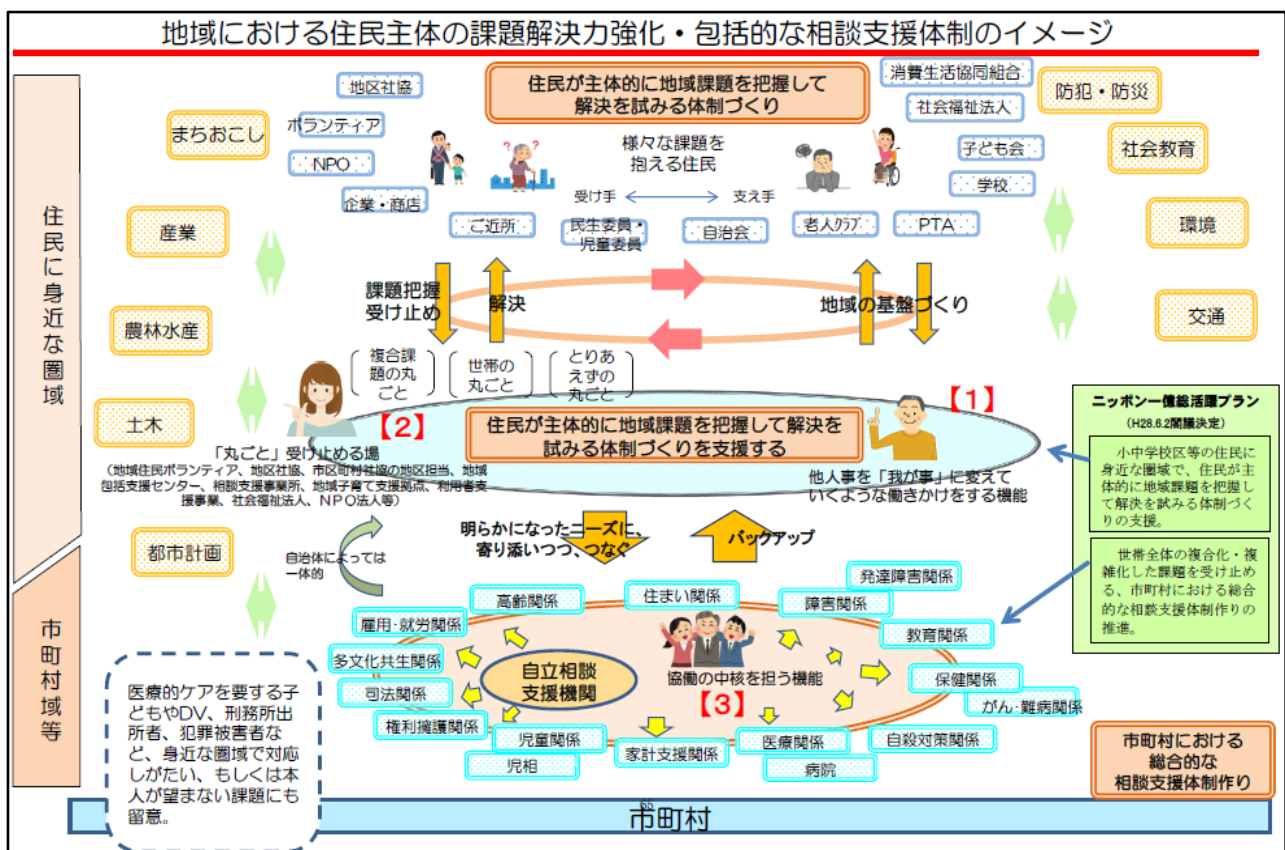 地域における住民主体の課題解決力強化・包括的な相談支援体制のイメージ
住民に身近な圏域
市町村域等
住民が主体的に地域課題を把握して
解決を試みる体制づくり
地区社協
ボランティア
NPO
企業・商店
まちおこし
産業
農林水産
土木
都市計画
消費生活協同組合
社会福祉法人
子ども会
学校
防犯・防災
社会教育
環境
交通
様々な課題を
抱える住民
受け手
支え手
? ?
ご近所
民生委員・
児童委員
自治会
老人クラブ
PTA
課題把握
受け止め
解決
地域の基盤づくり
複合課
題の丸
ごと
世帯の
丸ごと
とりあ
えずの
丸ごと
【2】
【1】
住民が主体的に地域課題を把握して解決を
試みる体制づくりを支援する
「丸ごと」受け止める場
(地域住民ボランティア、地区社協、市区町村社協の地区担当、地域
包括支援センター、相談支援事業所、地域子育て支援拠点、利用者支
援事業、社会福祉法人、NPO法人等)
他人事を「我が事」に変えて
いくような働きかけをする機能
ニッポン一億総活躍プラン
(H28.6.2閣議決定)
小中学校区等の住民に
身近な圏域で、住民が主
体的に地域課題を把握し
て解決を試みる体制づく
りの支援。
世帯全体の複合化・複
雑化した課題を受け止め
る、市町村における総合
的な相談支援体制作りの
推進。
明らかになったニーズに、
寄り添いつつ、つなぐ
バックアップ
自治体によっては
一体的
雇用・就労関係
高齢関係
住まい関係
障害関係
発達障害関係
教育関係
多文化共生関係
司法関係
権利擁護関係
児童関係
児相
家計支援関係
医療関係
病院
自殺対策関係
保健関係
がん・難病関係
自立相談
支援機関
協働の中核を担う機能
【3】
医療的ケアを要する子
どもやDV、刑務所出
所者、犯罪被害者な
ど、身近な圏域で対応
しがたい、もしくは本
人が望まない課題にも
留意。
市町村における
総合的な
相談支援体制作り
65
市町村